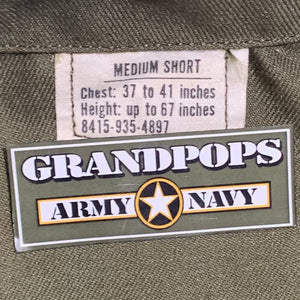 MEDIUM SHORT
Chest: 37 to 41 inches
Height: up to 67 inches
8415-935-4897
GRANDPOPS
ARMY NAVY